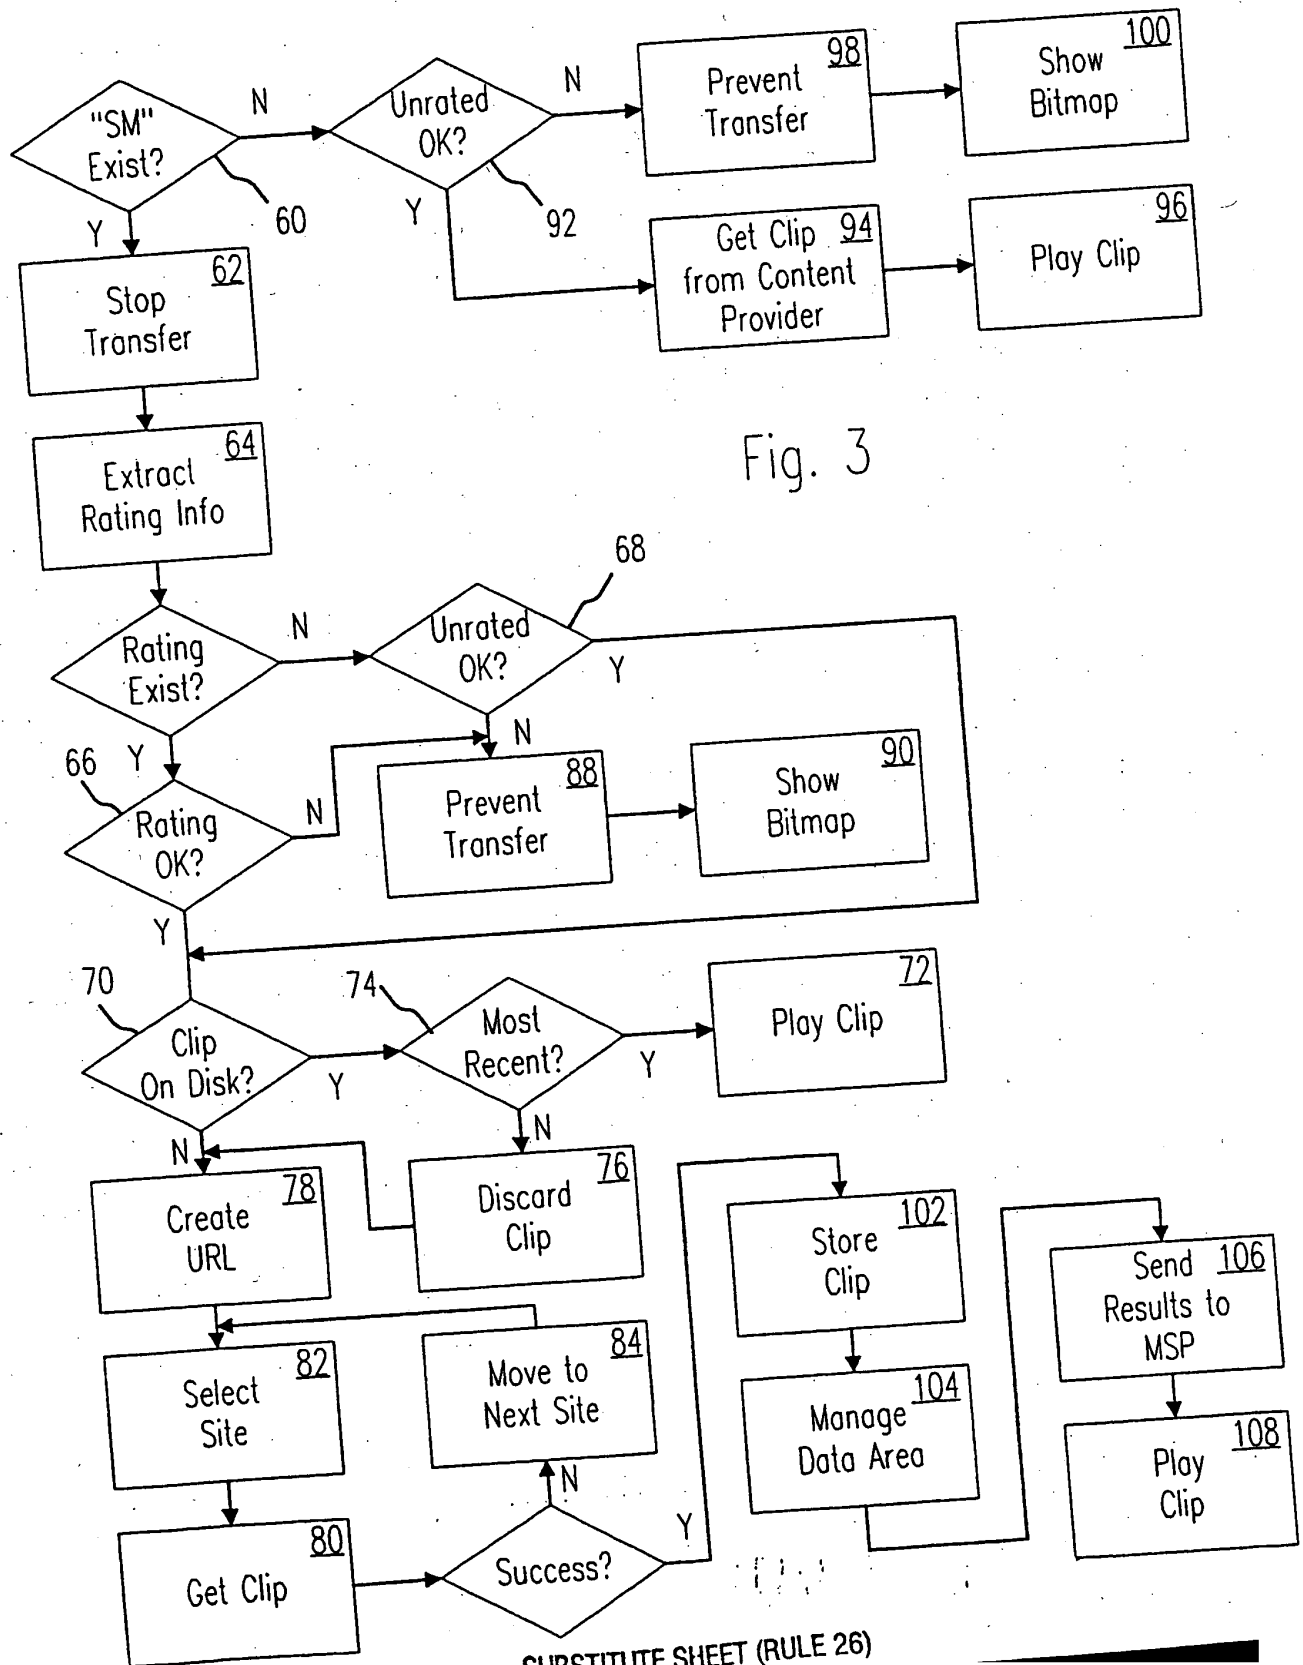 "SM"
Exist?
N
Y
60
Unrated
OK?
N
Y
92
98
Prevent
Transfer
100
Show
Bitmap
94
Get Clip
from Content
Provider
96
Play Clip
62
Stop
Transfer
64
Extract
Rating Info
Fig. 3
Rating
Exist?
N
Y
68
Unrated
OK?
Y
N
66
Rating
OK?
N
Y
88
Prevent
Transfer
90
Show
Bitmap
70
Clip
On Disk?
Y
N
74
Most
Recent?
Y
N
72
Play Clip
76
Discard
Clip
78
Create
URL
82
Select
Site
84
Move to
Next Site
80
Get Clip
Success?
N
Y
102
Store
Clip
104
Manage
Data Area
106
Send
Results to
MSP
108
Play
Clip
SUBSTITUTE SHEET (RULE 26)